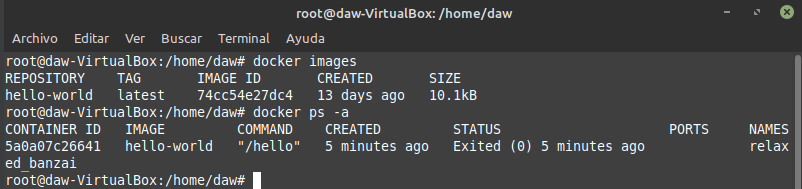 root@daw-VirtualBox: /home/daw
Archivo Editar Ver Buscar Terminal Ayuda
root@daw-VirtualBox:/home/daw# docker images
REPOSITORY    TAG       IMAGE ID       CREATED       SIZE
hello-world   latest    74cc54e27dc4   13 days ago   10.1kB
root@daw-VirtualBox:/home/daw# docker ps -a
CONTAINER ID   IMAGE         COMMAND    CREATED         STATUS                     PORTS     NAMES
5a0a07c26641   hello-world   "/hello"   5 minutes ago   Exited (0) 5 minutes ago             relax
ed_banzai
root@daw-VirtualBox:/home/daw#